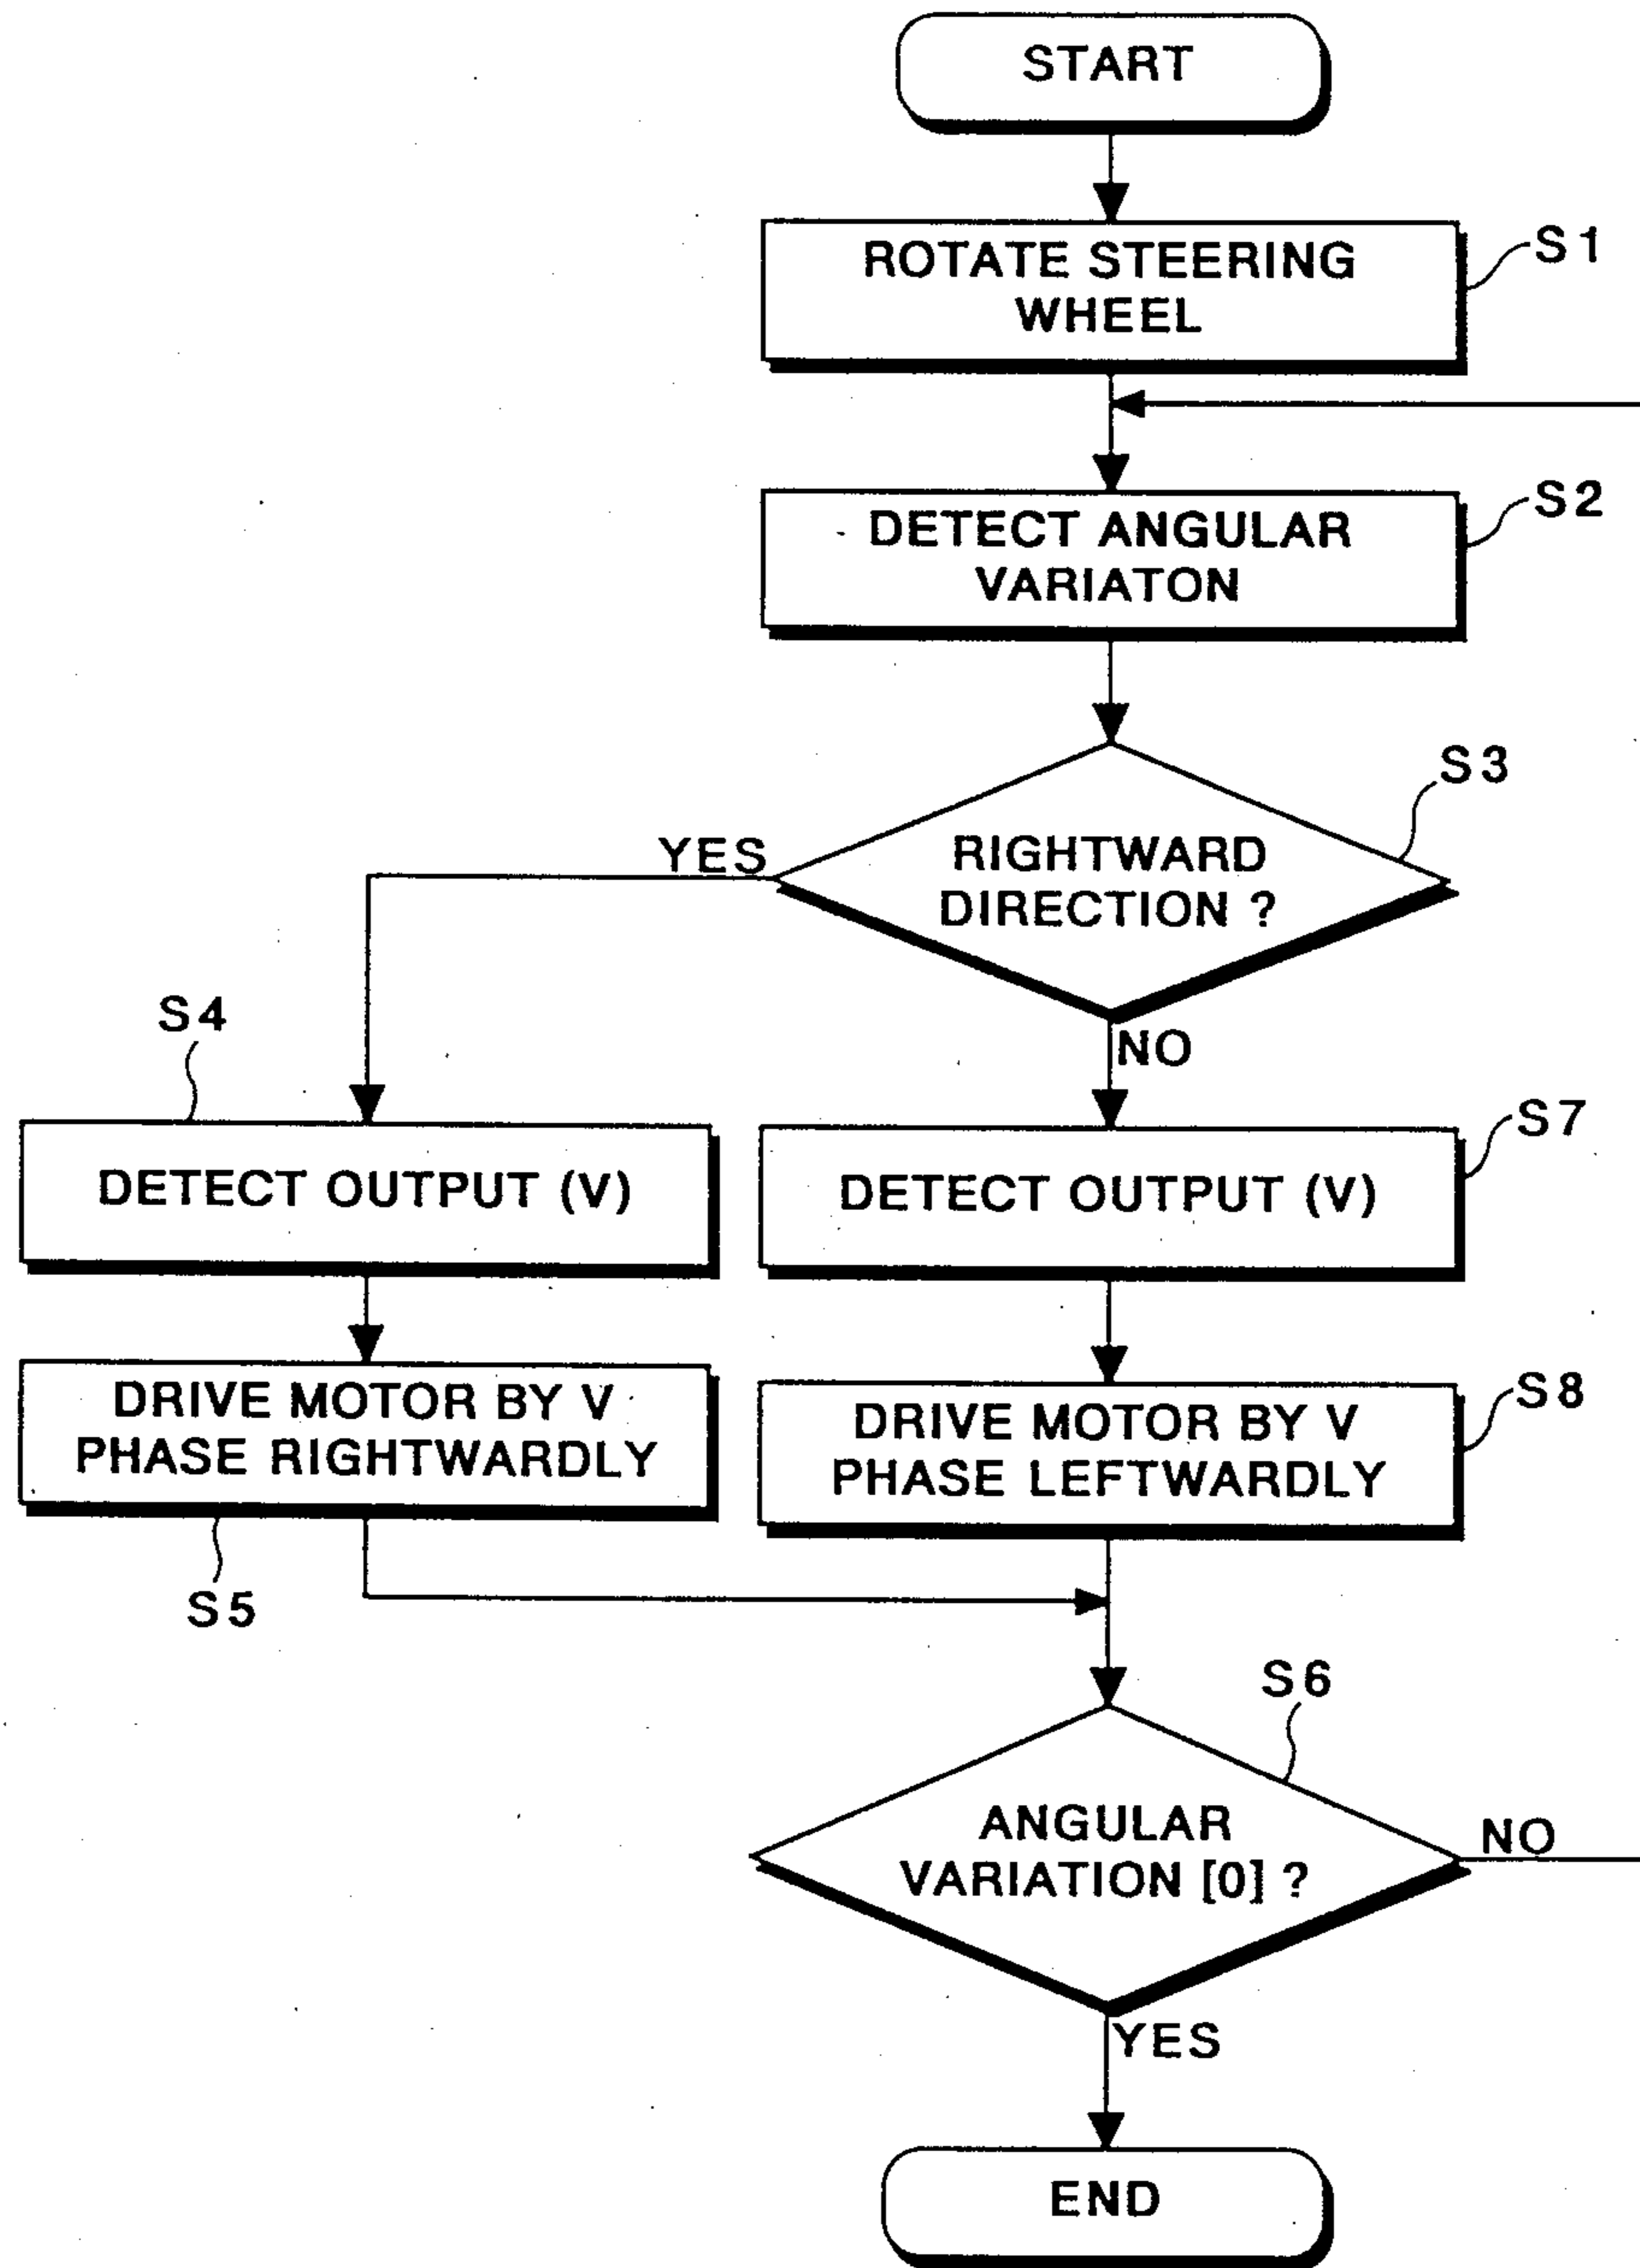 START
ROTATE STEERING
WHEEL
S1
DETECT ANGULAR
VARIATON
S2
S3
RIGHTWARD
DIRECTION ?
YES
NO
S4
DETECT OUTPUT (V)
S7
DETECT OUTPUT (V)
DRIVE MOTOR BY V
PHASE RIGHTWARDLY
S5
S8
DRIVE MOTOR BY V
PHASE LEFTWARDLY
S6
ANGULAR
VARIATION [0] ?
NO
YES
END